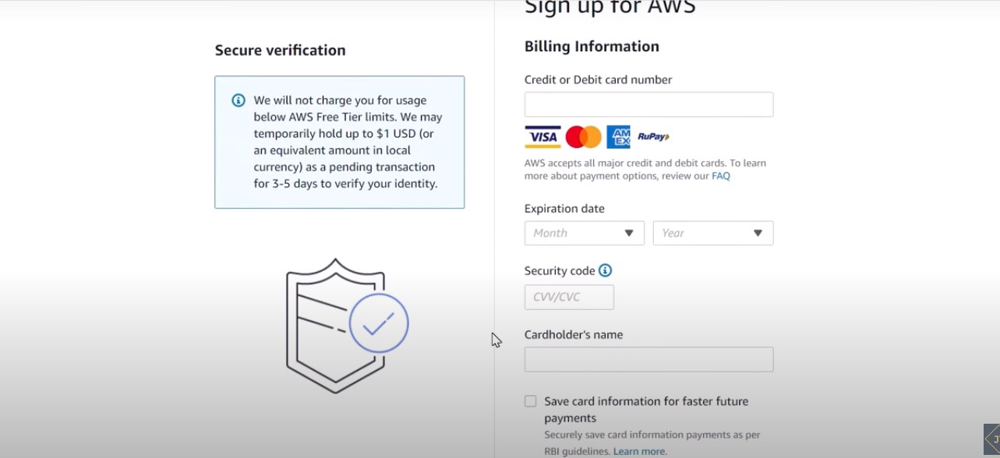 Sign up for AWS
Secure verification
We will not charge you for usage
below AWS Free Tier limits. We may
temporarily hold up to $1 USD (or
an equivalent amount in local
currency) as a pending transaction
for 3-5 days to verify your identity.
Billing Information
Credit or Debit card number
VISA AM EX RuPay
AWS accepts all major credit and debit cards. To learn
more about payment options, review our FAQ
Expiration date
Month Year
Security code
CVV/CVC
Cardholder's name
Save card information for faster future
payments
Securely save card information payments as per
RBI guidelines. Learn more.